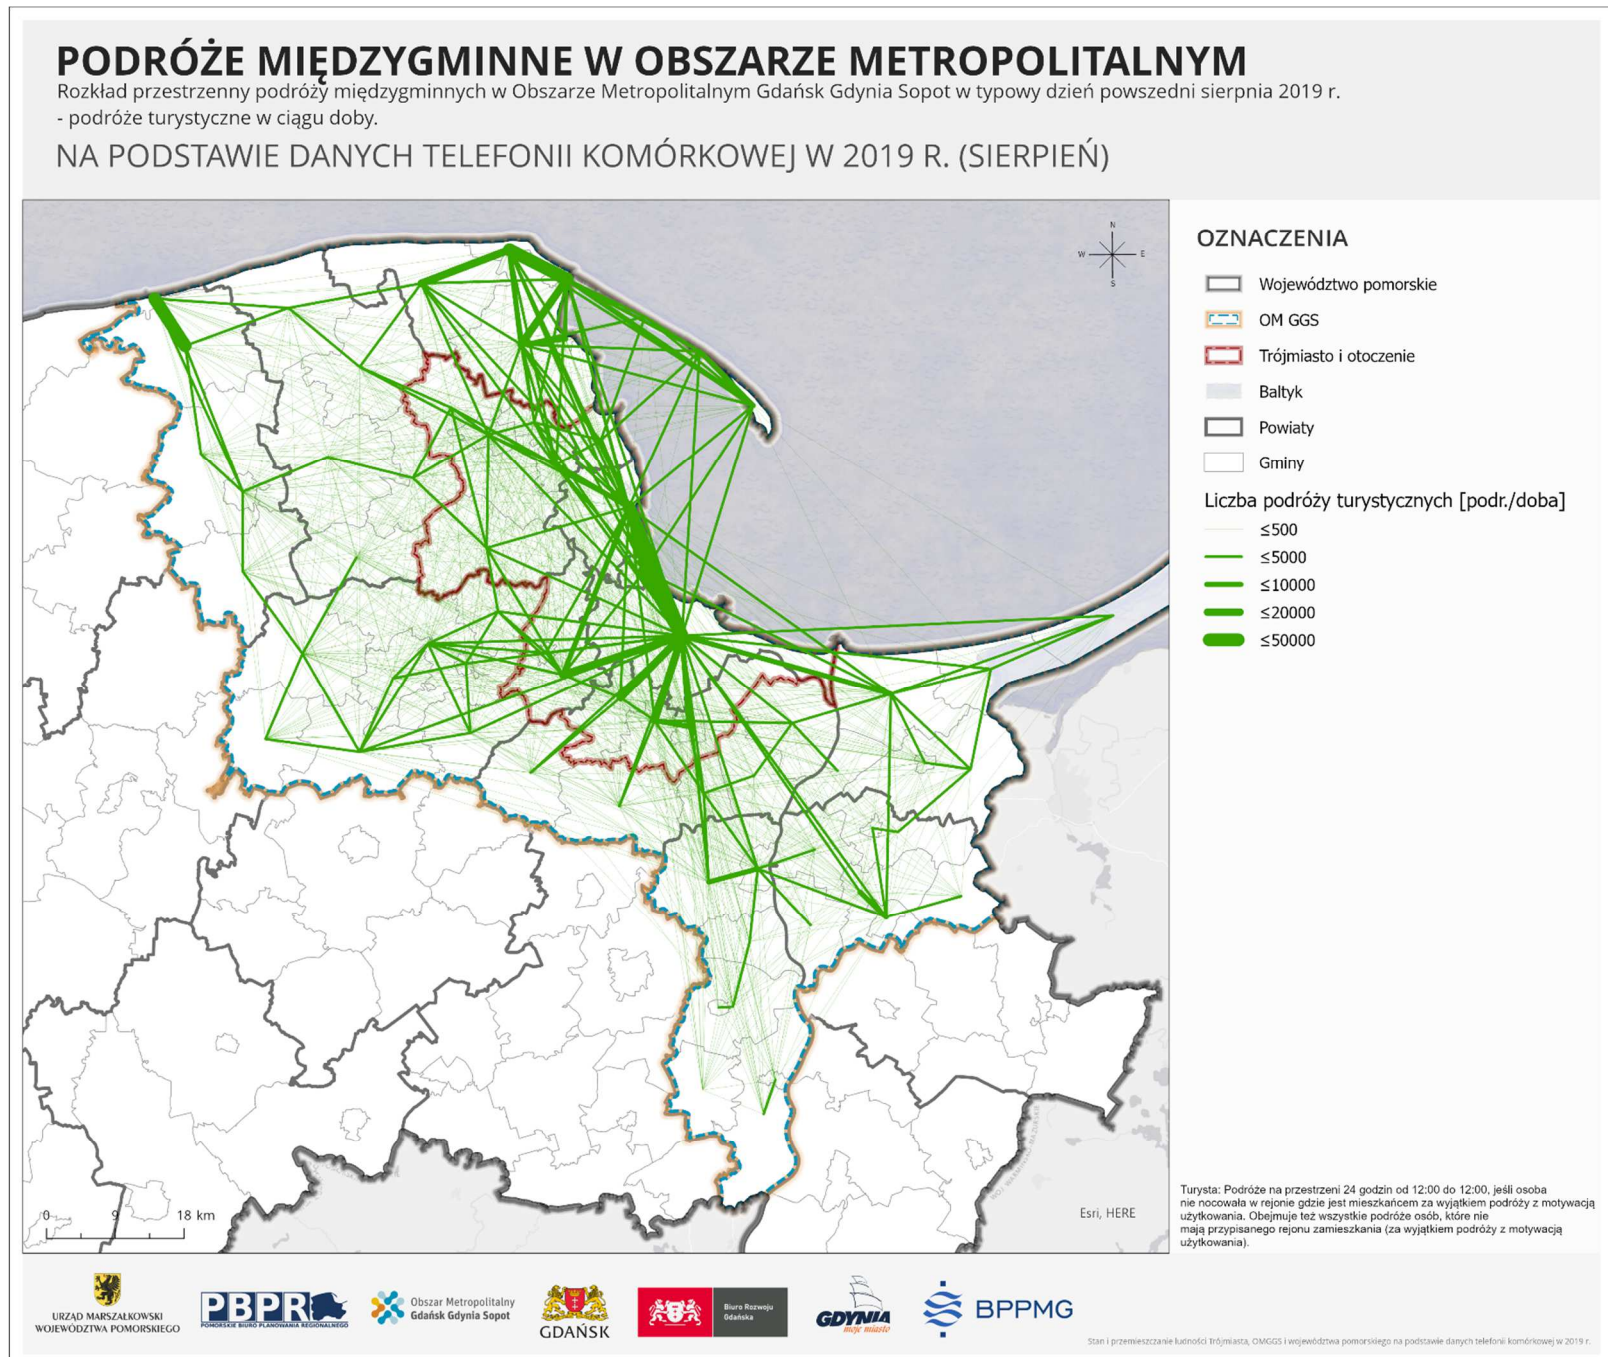 PODRÓŻE MIĘDZYGMINNE W OBSZARZE METROPOLITALNYM
Rozkład przestrzenny podróży międzygminnych w Obszarze Metropolitalnym Gdańsk Gdynia Sopot w typowy dzień powszedni sierpnia 2019 r.
- podróże turystyczne w ciągu doby.
NA PODSTAWIE DANYCH TELEFONII KOMÓRKOWEJ W 2019 R. (SIERPIEŃ)
N
W E
S
OZNACZENIA
Województwo pomorskie
OM GGS
Trójmiasto i otoczenie
Bałtyk
Powiaty
Gminy
Liczba podróży turystycznych [podr./doba]
≤500
≤5000
≤10000
≤20000
≤50000
0 9 18 km
Esri, HERE
Turysta: Podróże na przestrzeni 24 godzin od 12:00 do 12:00, jeśli osoba
nie nocowała w rejonie gdzie jest mieszkańcem za wyjątkiem podróży z motywacją
użytkowania. Obejmuje też wszystkie podróże osób, które nie
mają przypisanego rejonu zamieszkania (za wyjątkiem podróży z motywacją
użytkowania).
URZĄD MARSZAŁKOWSKI
WOJEWÓDZTWA POMORSKIEGO
PBPR
POMORSKIE BIURO PLANOWANIA REGIONALNEGO
Obszar Metropolitalny
Gdańsk Gdynia Sopot
GDAŃSK
Biuro Rozwoju
Gdańska
GDYNIA
moje miasto
BPPMG
Stan i przemieszczanie ludności Trójmiasta, OMGGS i województwa pomorskiego na podstawie danych telefonii komórkowej w 2019 r.